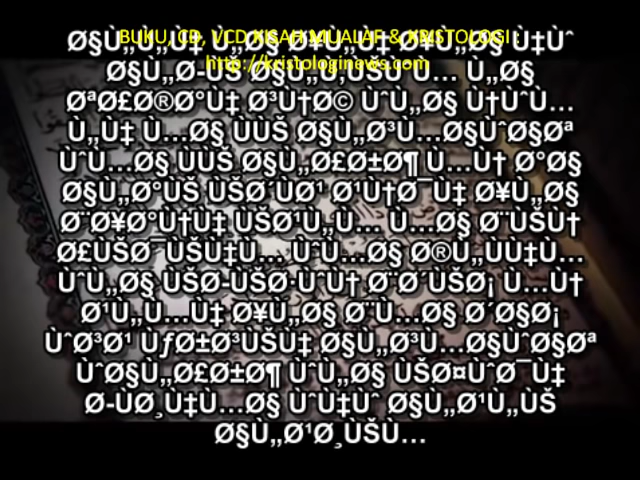 BUKU, CD, VCD KISAH MUALAF & KRISTOLOGI :
http://kristologinews.com
Ø§Ù„Ù„Ù‡ Ù„Ø§ Ø¥Ù„Ù‡ Ø¥Ù„Ø§ Ù‡Ùˆ
Ø§Ù„Ø-ÙŠ Ø§Ù„Ù‚ÙŠÙˆÙ… Ù„Ø§
ØªØ£Ø®Ø°Ù‡ Ø³Ù†Ø© ÙˆÙ„Ø§ Ù†ÙˆÙ…
Ù„Ù‡ Ù…Ø§ ÙÙŠ Ø§Ù„Ø³Ù…Ø§ÙˆØ§Øª
ÙˆÙ…Ø§ ÙÙŠ Ø§Ù„Ø£Ø±Ø¶ Ù…Ù† Ø°Ø§
Ø§Ù„Ø°ÙŠ ÙŠØ´ÙØ¹ Ø¹Ù†Ø¯Ù‡ Ø¥Ù„Ø§
Ø¨Ø¥Ø°Ù†Ù‡ ÙŠØ¹Ù„Ù… Ù…Ø§ Ø¨ÙŠÙ†
Ø£ÙŠØ¯ÙŠÙ‡Ù… ÙˆÙ…Ø§ Ø®Ù„ÙÙ‡Ù…
ÙˆÙ„Ø§ ÙŠØ-ÙŠØ·ÙˆÙ† Ø¨Ø´ÙŠØ¡ Ù…Ù†
Ø¹Ù„Ù…Ù‡ Ø¥Ù„Ø§ Ø¨Ù…Ø§ Ø´Ø§Ø¡
ÙˆØ³Ø¹ ÙƒØ±Ø³ÙŠÙ‡ Ø§Ù„Ø³Ù…Ø§ÙˆØ§Øª
ÙˆØ§Ù„Ø£Ø±Ø¶ ÙˆÙ„Ø§ ÙŠØ¤ÙˆØ¯Ù‡
Ø-ÙØ¸Ù‡Ù…Ø§ ÙˆÙ‡Ùˆ Ø§Ù„Ø¹Ù„ÙŠ
Ø§Ù„Ø¹Ø¸ÙŠÙ…